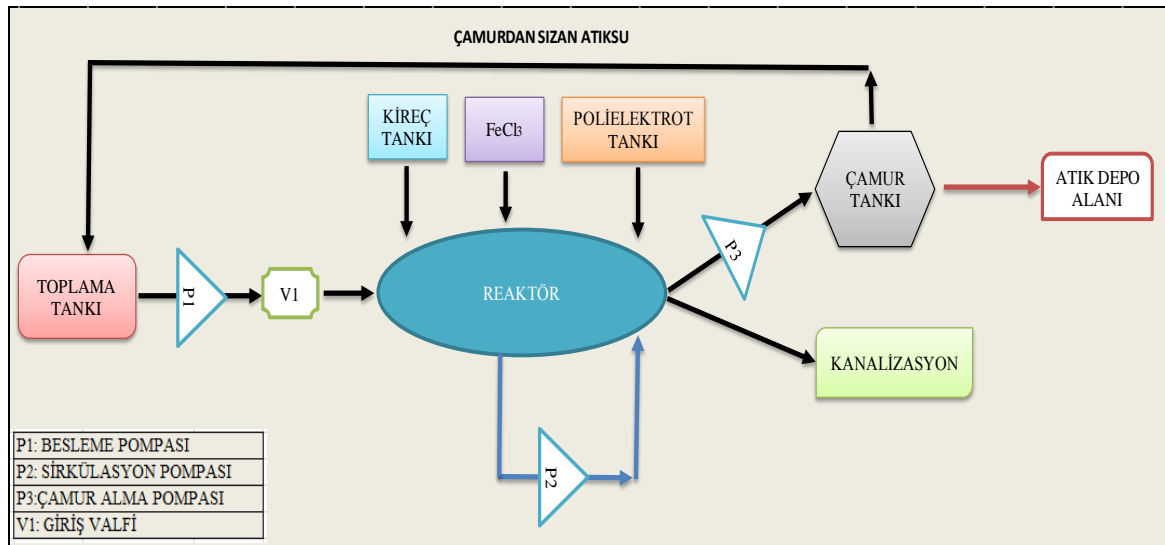 ÇAMURDAN SIZAN ATIKSU
KİREÇ
TANKI
FeCl₃
POLİELEKTROT
TANKI
ÇAMUR
TANKI
ATIK DEPO
ALANI
TOPLAMA
TANKI
P1
V1
REAKTÖR
P3
KANALİZASYON
P2
P1: BESLEME POMPASI
P2: SİRKÜLASYON POMPASI
P3:ÇAMUR ALMA POMPASI
V1: GİRİŞ VALFİ